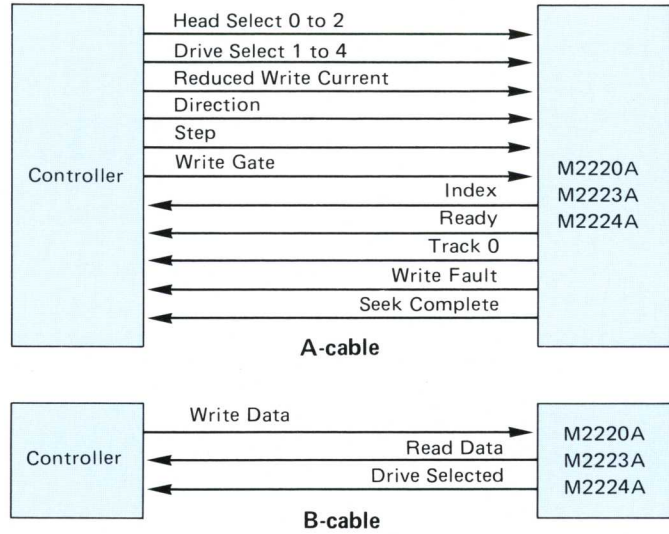 Head Select 0 to 2
Drive Select 1 to 4
Reduced Write Current
Direction
Step
Write Gate
Controller
Index
Ready
Track 0
Write Fault
Seek Complete
M2220A
M2223A
M2224A
A-cable
Write Data
Controller
Read Data
Drive Selected
M2220A
M2223A
M2224A
B-cable